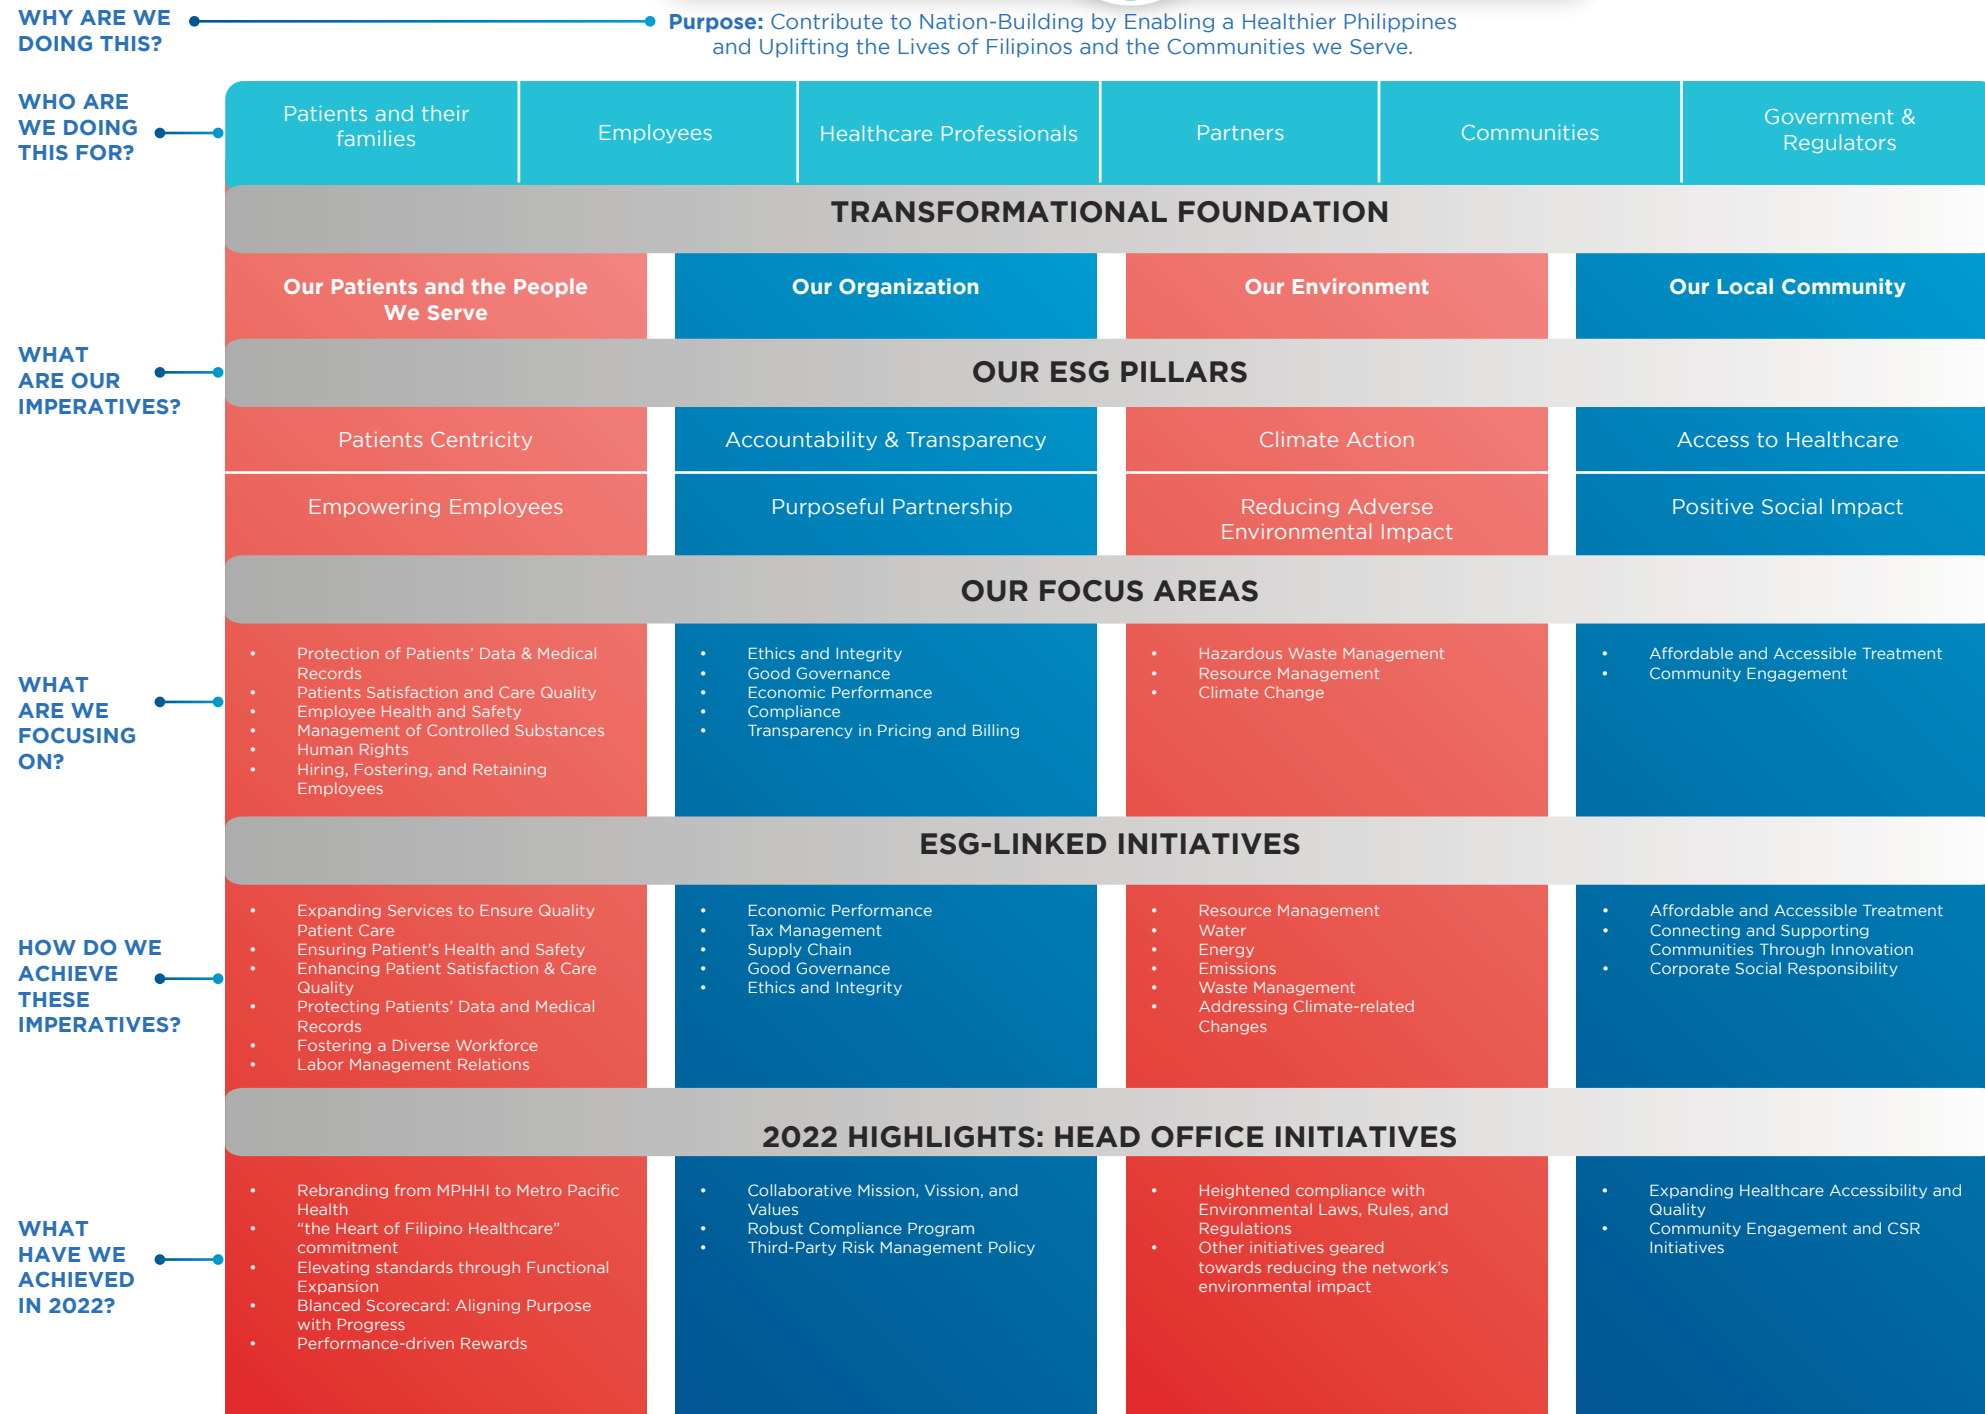 WHY ARE WE
DOING THIS?
Purpose: Contribute to Nation-Building by Enabling a Healthier Philippines
and Uplifting the Lives of Filipinos and the Communities we Serve.
WHO ARE
WE DOING
THIS FOR?
Patients and their
families
Employees
Healthcare Professionals
Partners
Communities
Government &
Regulators
TRANSFORMATIONAL FOUNDATION
Our Patients and the People
We Serve
Our Organization
Our Environment
Our Local Community
WHAT
ARE OUR
IMPERATIVES?
OUR ESG PILLARS
Patients Centricity
Accountability & Transparency
Climate Action
Access to Healthcare
Empowering Employees
Purposeful Partnership
Reducing Adverse
Environmental Impact
Positive Social Impact
OUR FOCUS AREAS
WHAT
ARE WE
FOCUSING
ON?
• Protection of Patients’ Data & Medical
Records
• Patients Satisfaction and Care Quality
• Employee Health and Safety
• Management of Controlled Substances
• Human Rights
• Hiring, Fostering, and Retaining
Employees
• Ethics and Integrity
• Good Governance
• Economic Performance
• Compliance
• Transparency in Pricing and Billing
• Hazardous Waste Management
• Resource Management
• Climate Change
• Affordable and Accessible Treatment
• Community Engagement
ESG-LINKED INITIATIVES
HOW DO WE
ACHIEVE
THESE
IMPERATIVES?
• Expanding Services to Ensure Quality
Patient Care
• Ensuring Patient’s Health and Safety
• Enhancing Patient Satisfaction & Care
Quality
• Protecting Patients’ Data and Medical
Records
• Fostering a Diverse Workforce
• Labor Management Relations
• Economic Performance
• Tax Management
• Supply Chain
• Good Governance
• Ethics and Integrity
• Resource Management
• Water
• Energy
• Emissions
• Waste Management
• Addressing Climate-related
Changes
• Affordable and Accessible Treatment
• Connecting and Supporting
Communities Through Innovation
• Corporate Social Responsibility
2022 HIGHLIGHTS: HEAD OFFICE INITIATIVES
WHAT
HAVE WE
ACHIEVED
IN 2022?
• Rebranding from MPHHI to Metro Pacific
Health
• “the Heart of Filipino Healthcare”
commitment
• Elevating standards through Functional
Expansion
• Blanced Scorecard: Aligning Purpose
with Progress
• Performance-driven Rewards
• Collaborative Mission, Vission, and
Values
• Robust Compliance Program
• Third-Party Risk Management Policy
• Heightened compliance with
Environmental Laws, Rules, and
Regulations
• Other initiatives geared
towards reducing the network’s
environmental impact
• Expanding Healthcare Accessibility and
Quality
• Community Engagement and CSR
Initiatives